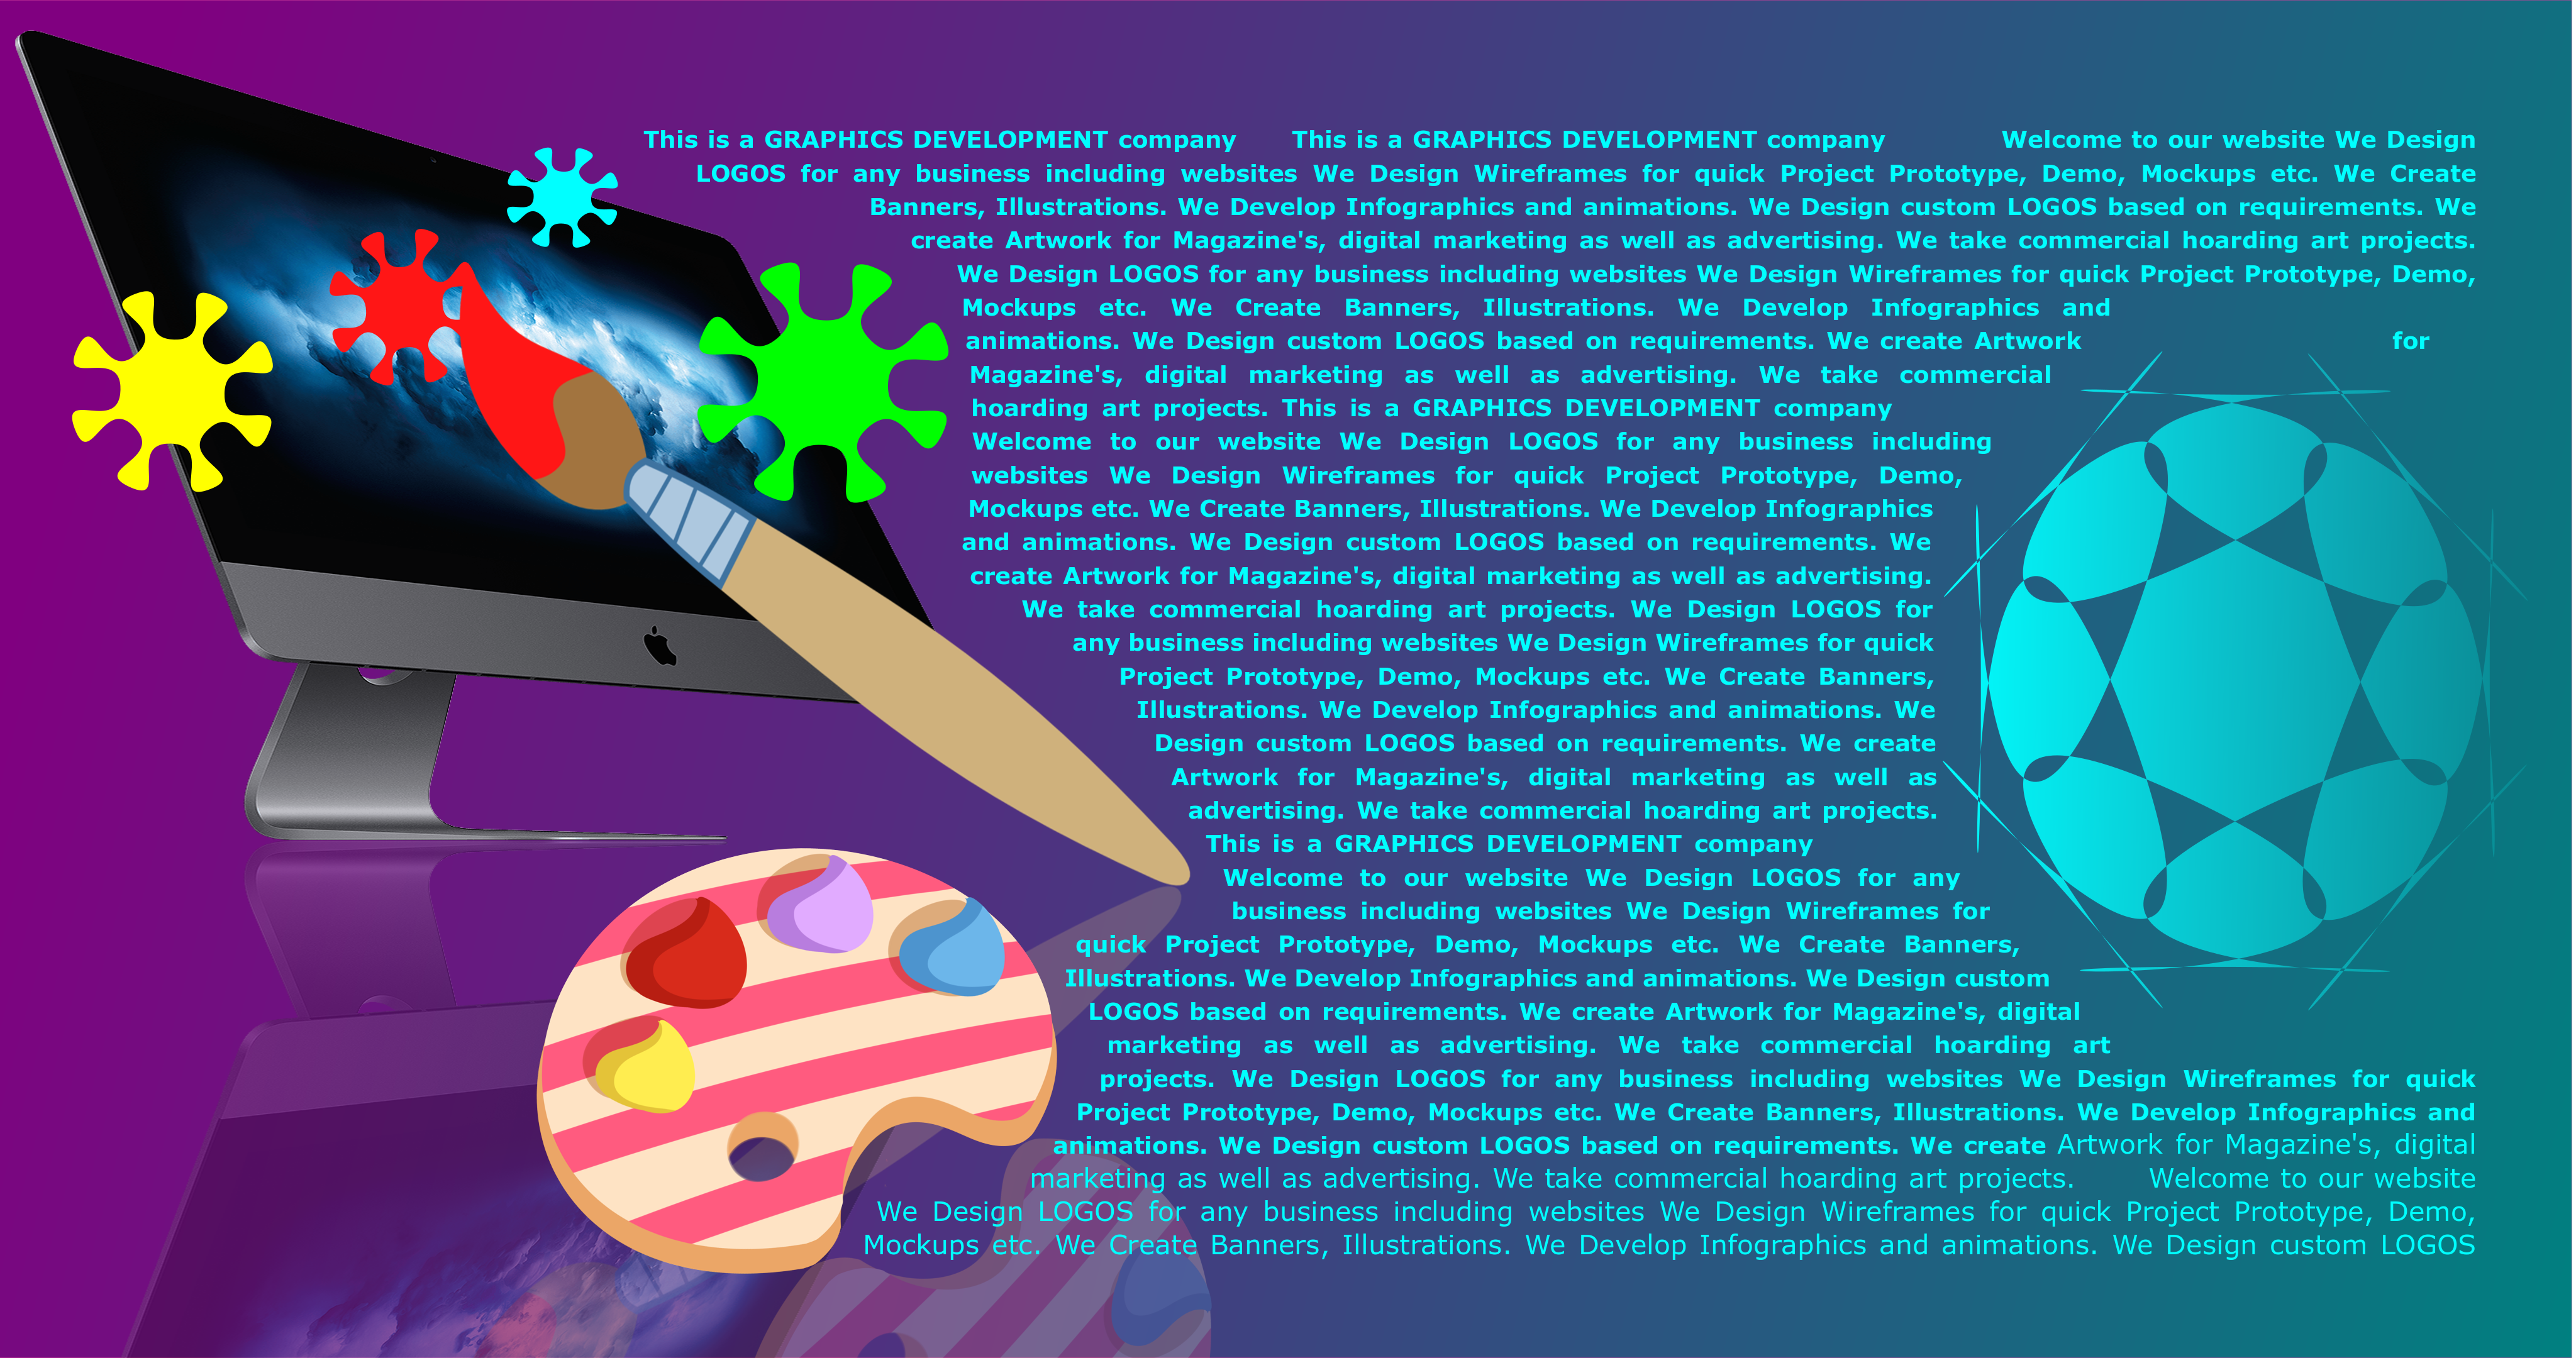 This is a GRAPHICS DEVELOPMENT company This is a GRAPHICS DEVELOPMENT company Welcome to our website We Design
LOGOS for any business including websites We Design Wireframes for quick Project Prototype, Demo, Mockups etc. We Create
Banners, Illustrations. We Develop Infographics and animations. We Design custom LOGOS based on requirements. We
create Artwork for Magazine's, digital marketing as well as advertising. We take commercial hoarding art projects.
We Design LOGOS for any business including websites We Design Wireframes for quick Project Prototype, Demo,
Mockups etc. We Create Banners, Illustrations. We Develop Infographics and
animations. We Design custom LOGOS based on requirements. We create Artwork for
Magazine's, digital marketing as well as advertising. We take commercial
hoarding art projects. This is a GRAPHICS DEVELOPMENT company
Welcome to our website We Design LOGOS for any business including
websites We Design Wireframes for quick Project Prototype, Demo,
Mockups etc. We Create Banners, Illustrations. We Develop Infographics
and animations. We Design custom LOGOS based on requirements. We
create Artwork for Magazine's, digital marketing as well as advertising.
We take commercial hoarding art projects. We Design LOGOS for
any business including websites We Design Wireframes for quick
Project Prototype, Demo, Mockups etc. We Create Banners,
Illustrations. We Develop Infographics and animations. We
Design custom LOGOS based on requirements. We create
Artwork for Magazine's, digital marketing as well as
advertising. We take commercial hoarding art projects.
This is a GRAPHICS DEVELOPMENT company
Welcome to our website We Design LOGOS for any
business including websites We Design Wireframes for
quick Project Prototype, Demo, Mockups etc. We Create Banners,
Illustrations. We Develop Infographics and animations. We Design custom
LOGOS based on requirements. We create Artwork for Magazine's, digital
marketing as well as advertising. We take commercial hoarding art
projects. We Design LOGOS for any business including websites We Design Wireframes for quick
Project Prototype, Demo, Mockups etc. We Create Banners, Illustrations. We Develop Infographics and
animations. We Design custom LOGOS based on requirements. We create Artwork for Magazine's, digital
marketing as well as advertising. We take commercial hoarding art projects. Welcome to our website
We Design LOGOS for any business including websites We Design Wireframes for quick Project Prototype, Demo,
Mockups etc. We Create Banners, Illustrations. We Develop Infographics and animations. We Design custom LOGOS